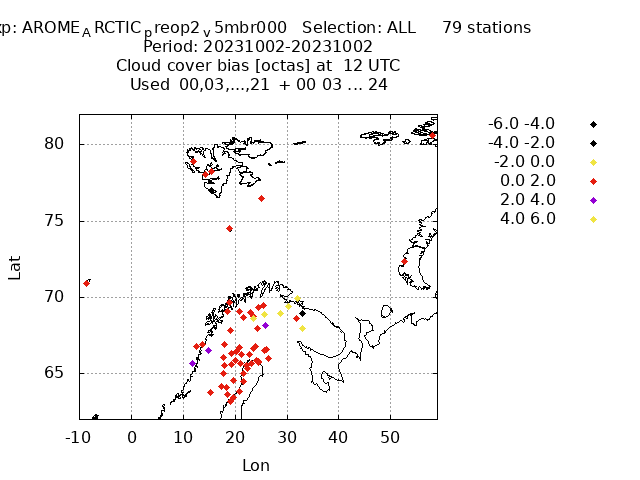 xp: AROME_ARCTIC_preop2_v5mbr000 Selection: ALL 79 stations
Period: 20231002-20231002
Cloud cover bias [octas] at 12 UTC
Used 00,03,...,21 + 00 03 ... 24
-6.0 -4.0
-4.0 -2.0
-2.0 0.0
0.0 2.0
2.0 4.0
4.0 6.0
80
75
70
65
Lat
-10 0 10 20 30 40 50
Lon